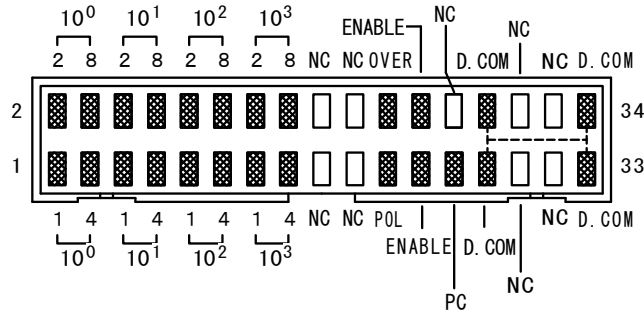 10⁰ 10¹ 10² 10³ NC
ENABLE NC
2 8 2 8 2 8 2 8 NC NC OVER D.COM NC D.COM
2 34
1 33
1 4 1 4 1 4 1 4 NC NC POL NC D.COM
10⁰ 10¹ 10² 10³ ENABLE D.COM
NC
PC